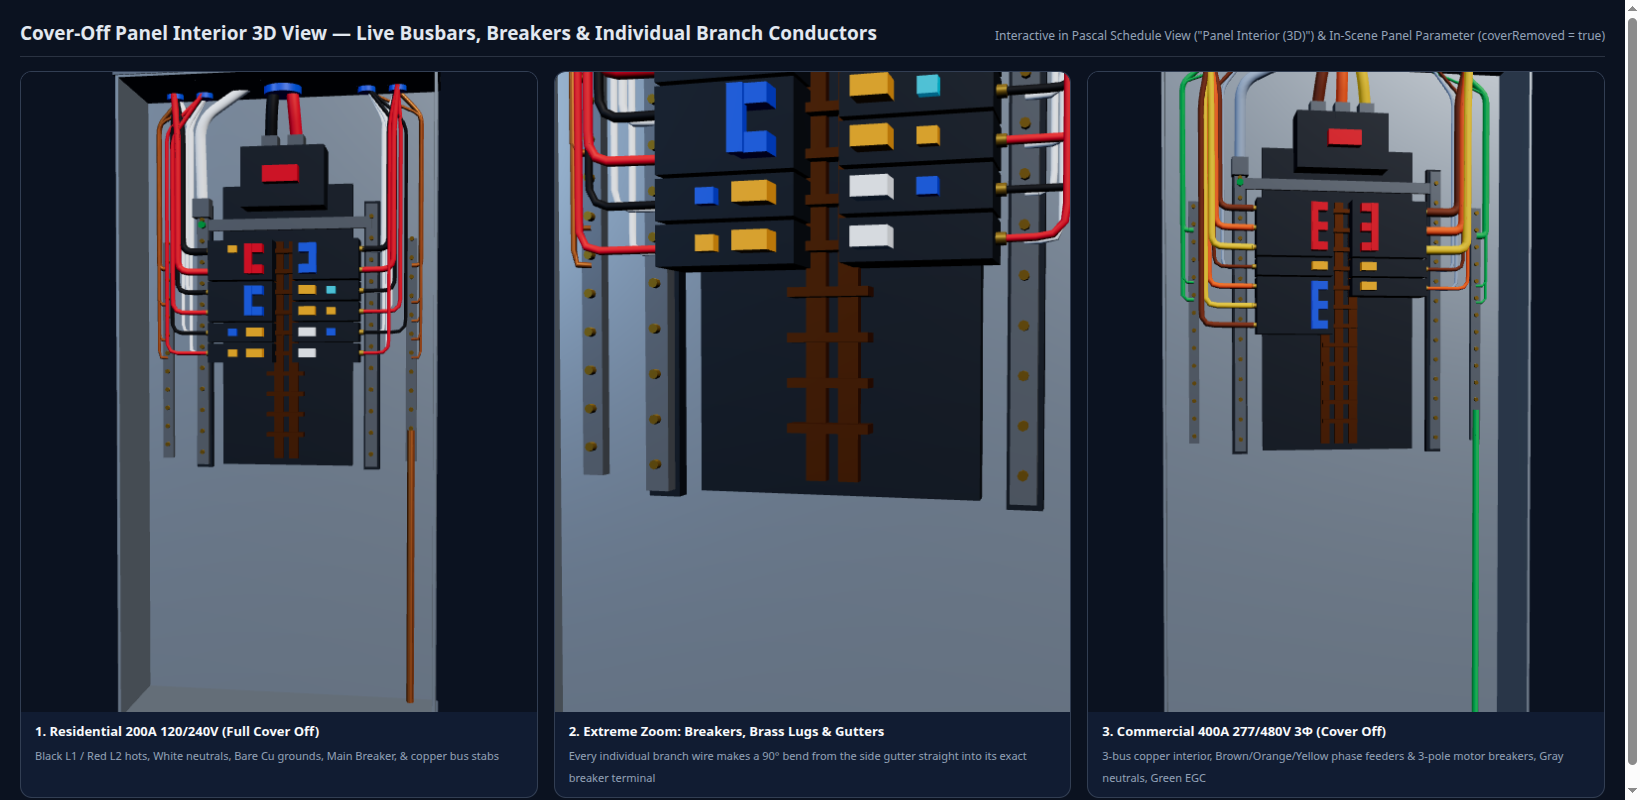 Cover-Off Panel Interior 3D View — Live Busbars, Breakers & Individual Branch Conductors
Interactive in Pascal Schedule View ("Panel Interior (3D)") & In-Scene Panel Parameter (coverRemoved = true)
1. Residential 200A 120/240V (Full Cover Off)
Black L1 / Red L2 hots, White neutrals, Bare Cu grounds, Main Breaker, & copper bus stabs
2. Extreme Zoom: Breakers, Brass Lugs & Gutters
Every individual branch wire makes a 90° bend from the side gutter straight into its exact
breaker terminal
3. Commercial 400A 277/480V 3Φ (Cover Off)
3-bus copper interior, Brown/Orange/Yellow phase feeders & 3-pole motor breakers, Gray
neutrals, Green EGC